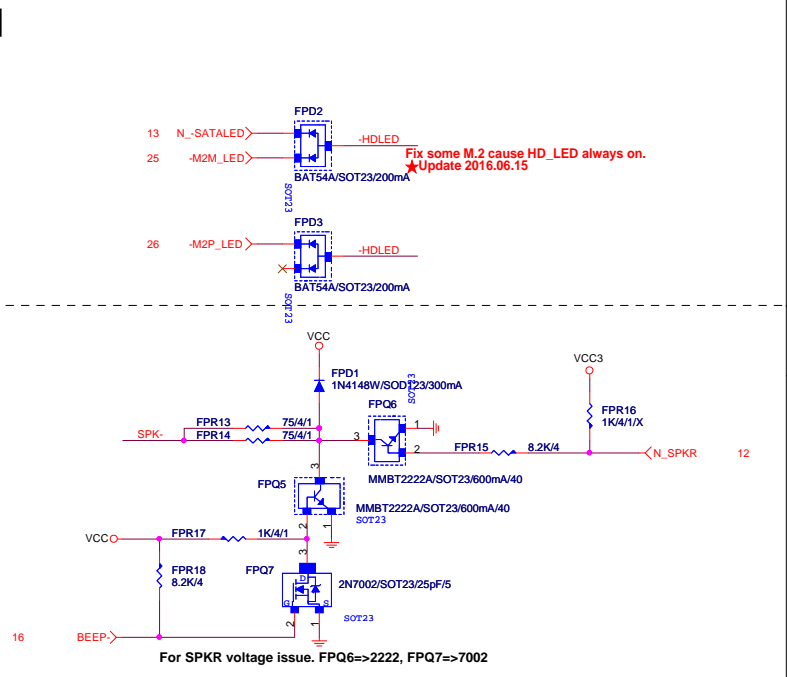 FPD2
13 N_-SATALED
-HDLED
25 -M2M_LED
Fix some M.2 cause HD_LED always on.
★Update 2016.06.15
BAT54A/SOT23/200mA
SOT23
FPD3
26 -M2P_LED
-HDLED
BAT54A/SOT23/200mA
SOT23
VCC
FPD1
1N4148W/SOD123/300mA
SOT23
VCC3
FPQ6
FPR16
1K/4/1/X
FPR13 75/4/1
1
SPK-
FPR14 75/4/1
3
2
FPR15 8.2K/4
N_SPKR 12
3
MMBT2222A/SOT23/600mA/40
FPQ5
MMBT2222A/SOT23/600mA/40
SOT23
2
1
VCC
FPR17 1K/4/1
3
FPR18
8.2K/4
FPQ7
D
2N7002/SOT23/25pF/5
G
S
SOT23
2
1
16 BEEP-
For SPKR voltage issue. FPQ6=>2222, FPQ7=>7002